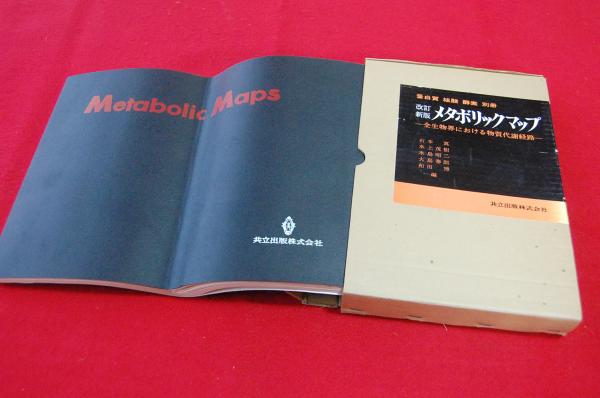 Metabolic Maps
共立出版株式会社
蛋白質 核酸 酵素 別冊
改訂
新版
メタボリックマップ
—全生物界における物質代謝経路—
共立出版株式会社